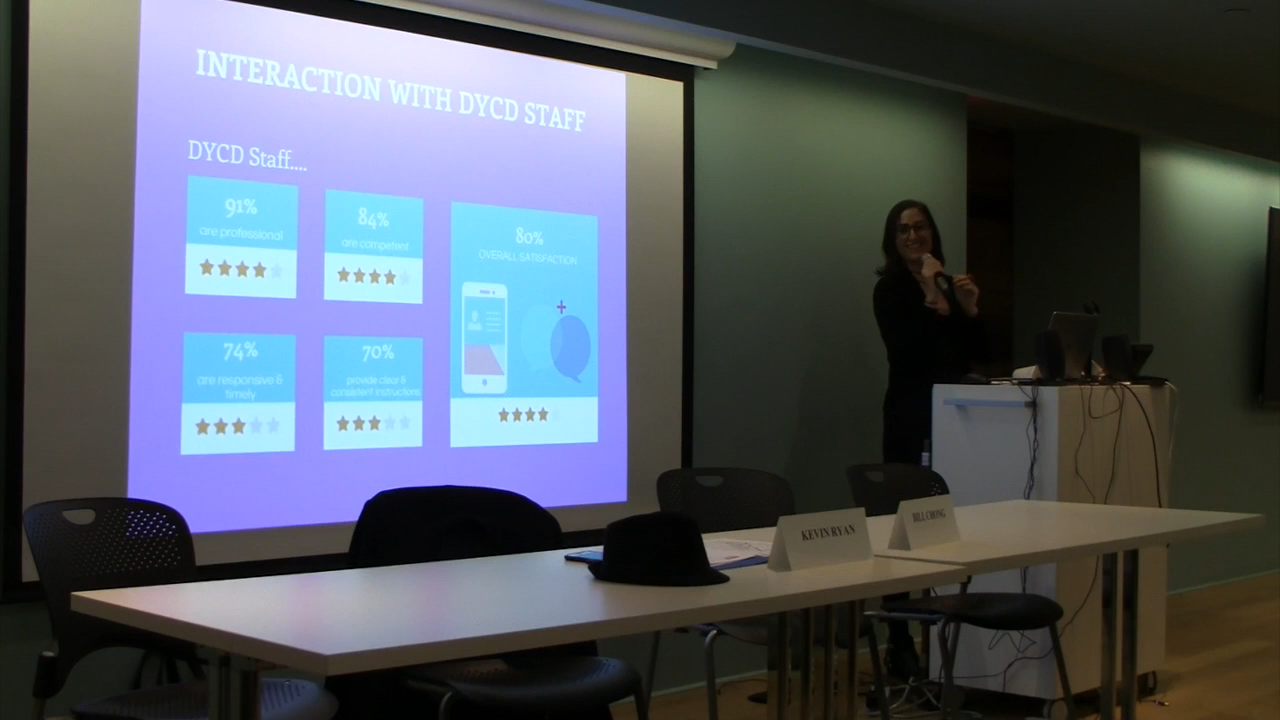 INTERACTION WITH DYCD STAFF
DYCD Staff....
91%
are professional
84%
are competent
80%
OVERALL SATISFACTION
74%
are responsive &
timely
70%
provide clear &
consistent instructions
KEVIN RYAN
BILL CHONG